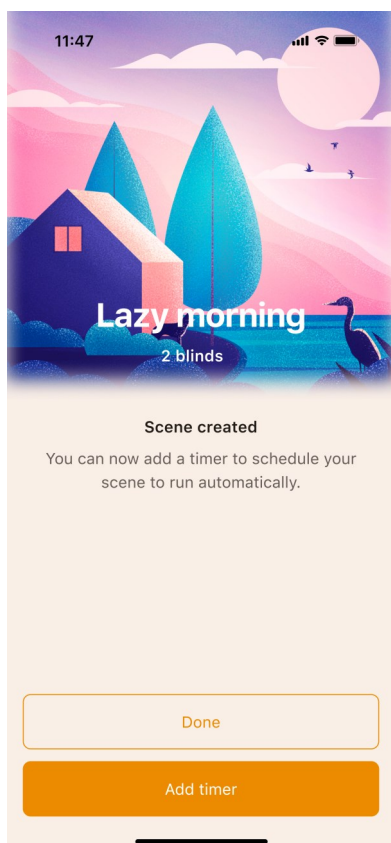 11:47
Lazy morning
2 blinds
Scene created
You can now add a timer to schedule your
scene to run automatically.
Done
Add timer